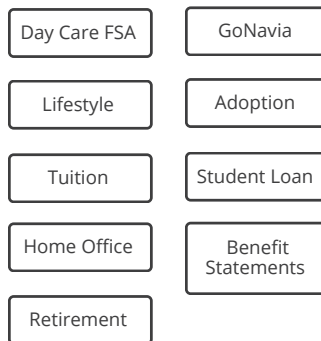 Day Care FSA
GoNavia
Lifestyle
Adoption
Tuition
Student Loan
Home Office
Benefit
Statements
Retirement